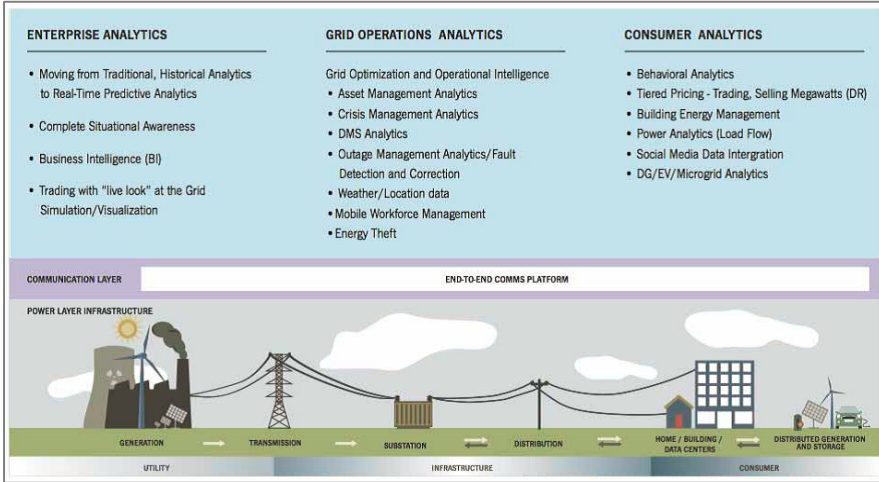 ENTERPRISE ANALYTICS
• Moving from Traditional, Historical Analytics
to Real-Time Predictive Analytics
• Complete Situational Awareness
• Business Intelligence (BI)
• Trading with "live look" at the Grid
Simulation/Visualization
GRID OPERATIONS ANALYTICS
Grid Optimization and Operational Intelligence
• Asset Management Analytics
• Crisis Management Analytics
• DMS Analytics
• Outage Management Analytics/Fault
Detection and Correction
• Weather/Location data
• Mobile Workforce Management
• Energy Theft
CONSUMER ANALYTICS
• Behavioral Analytics
• Tiered Pricing - Trading, Selling Megawatts (DR)
• Building Energy Management
• Power Analytics (Load Flow)
• Social Media Data Intergration
• DG/EV/Microgrid Analytics
COMMUNICATION LAYER
END-TO-END COMMS PLATFORM
POWER LAYER INFRASTRUCTURE
GENERATION
TRANSMISSION
SUBSTATION
DISTRIBUTION
HOME / BUILDING /
DATA CENTERS
DISTRIBUTED GENERATION
AND STORAGE
UTILITY
INFRASTRUCTURE
CONSUMER